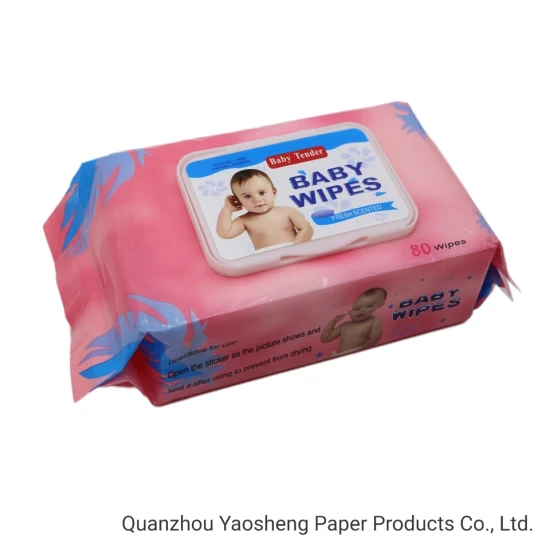 Baby Tender
BABY
WIPES
FRESH SCENTED
80 Wipes
BABY
WIPES
Directions for use:
Open the sticker as the picture shows and
seal it after using to prevent from drying
Quanzhou Yaosheng Paper Products Co., Ltd.